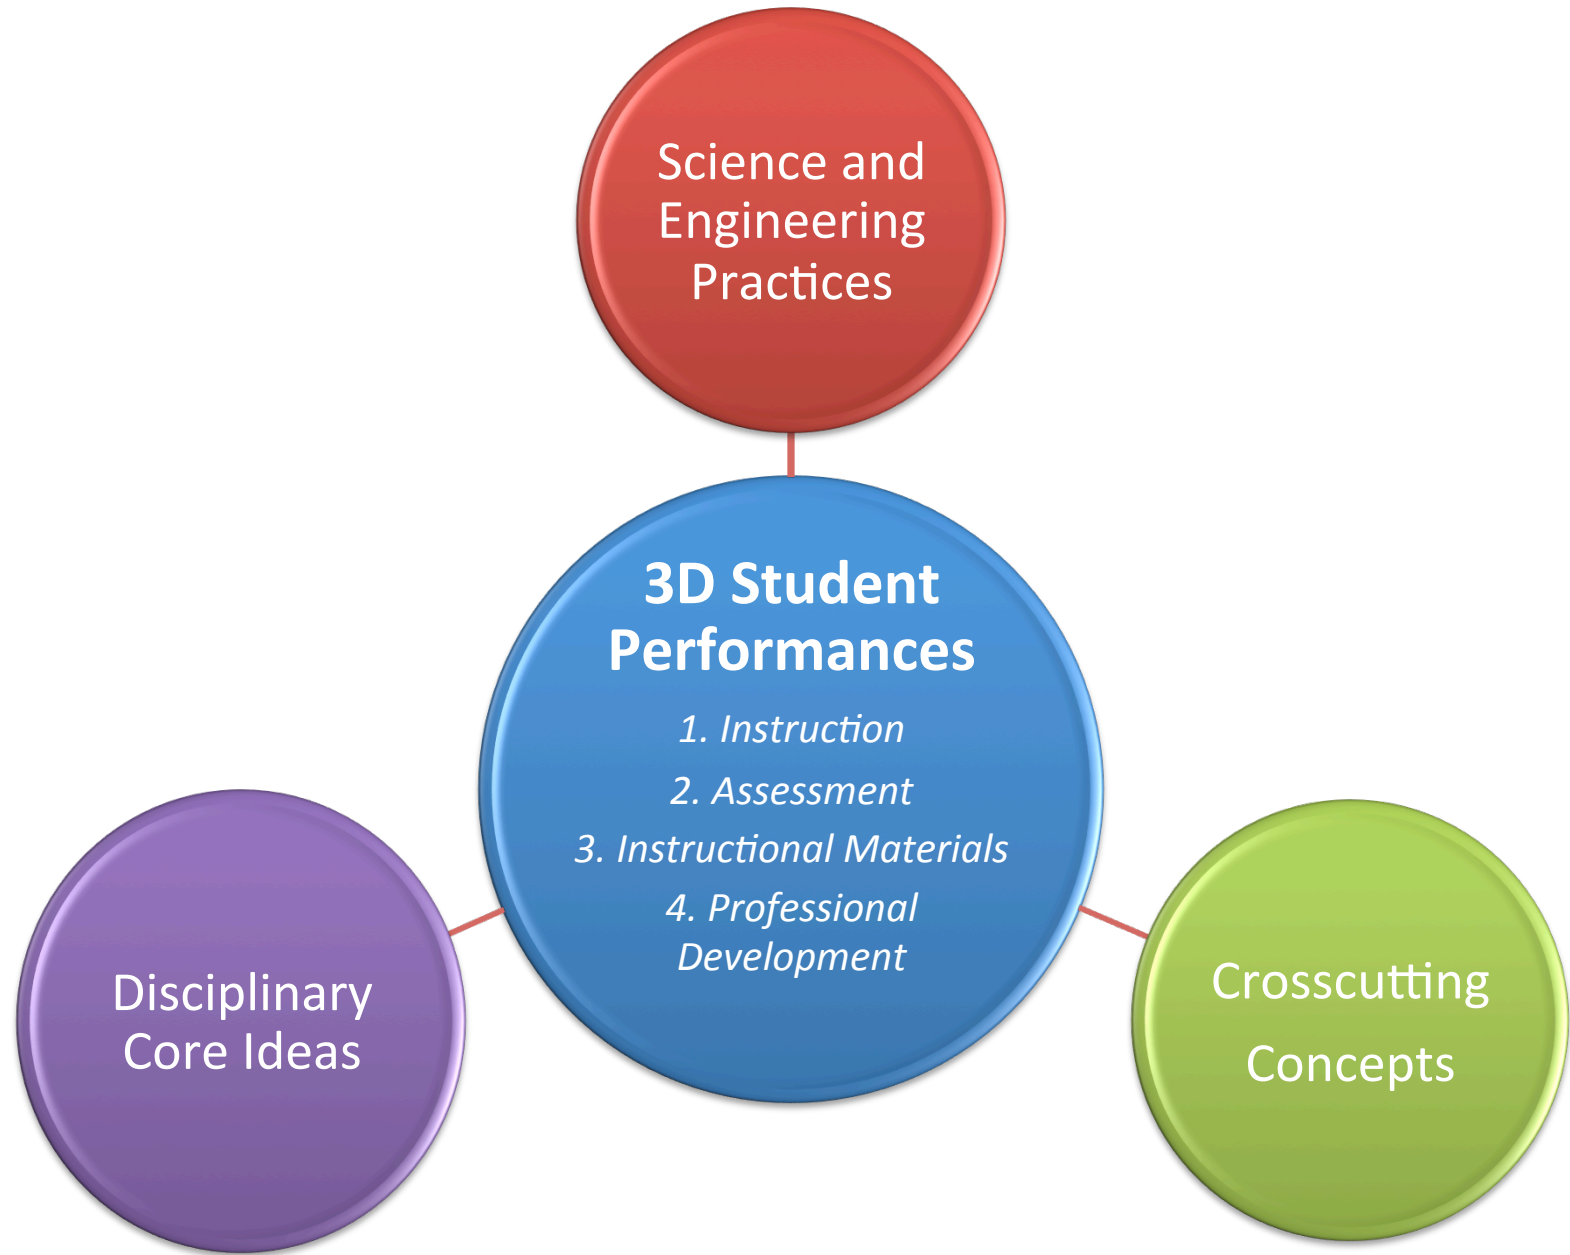 Science and
Engineering
Practices
3D Student
Performances
1. Instruction
2. Assessment
3. Instructional Materials
4. Professional
Development
Disciplinary
Core Ideas
Crosscutting
Concepts